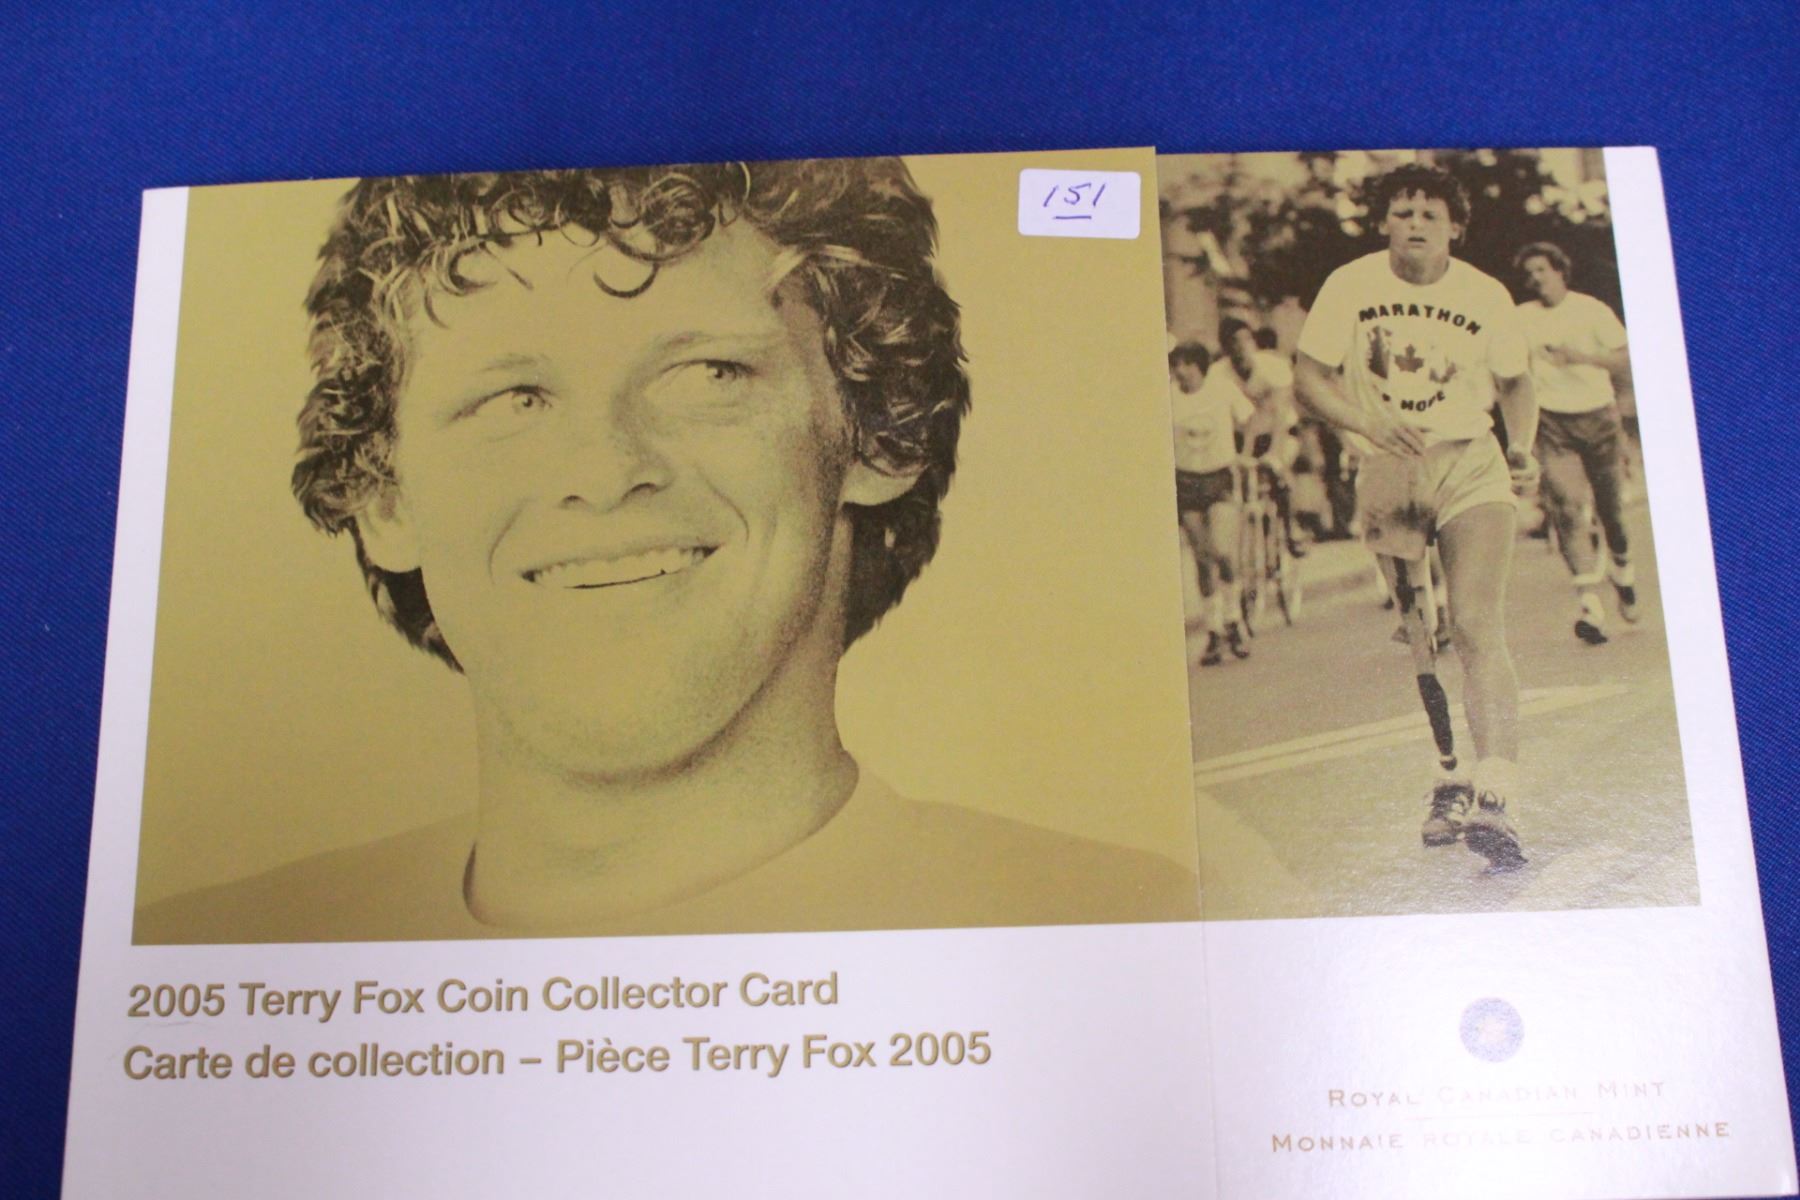 151
MARATHON
HOPE
2005 Terry Fox Coin Collector Card
Carte de collection – Pièce Terry Fox 2005
ROYAL CANADIAN MINT
MONNAIE ROYALE CANADIENNE